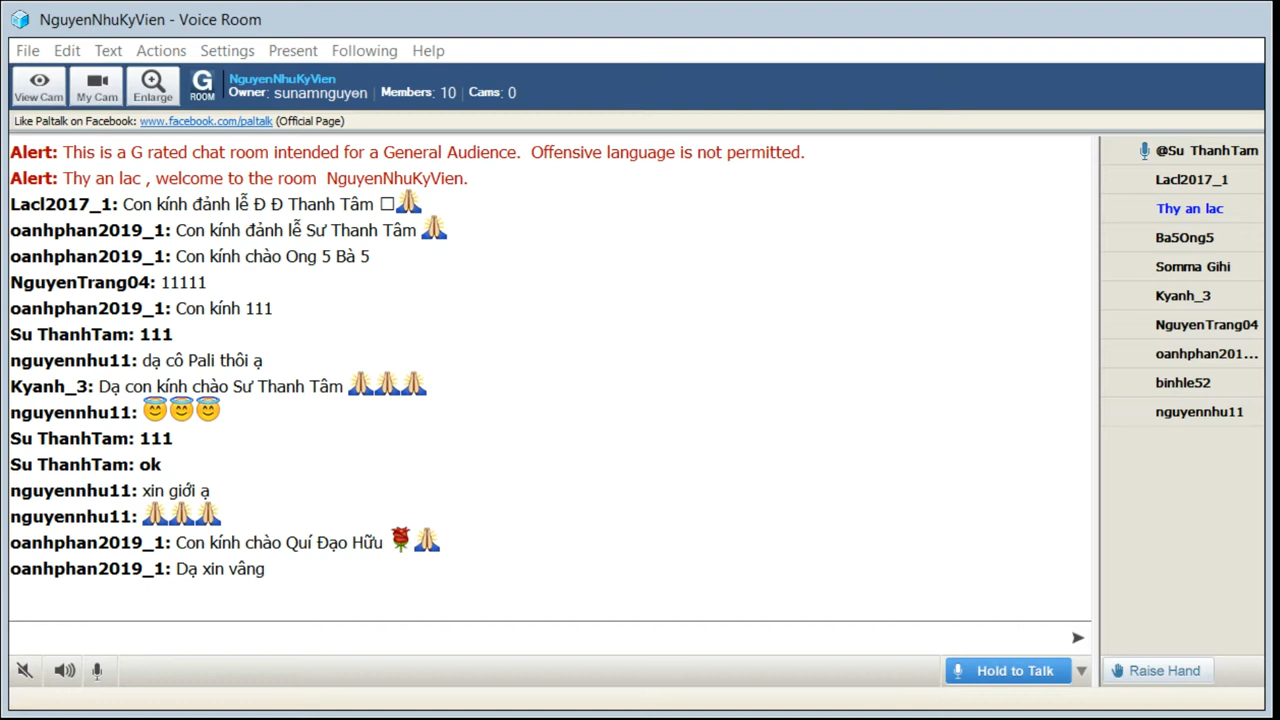 NguyenNhuKyVien - Voice Room
File Edit Text Actions Settings Present Following Help
View Cam My Cam Enlarge G ROOM
NguyenNhuKyVien
Owner: sunamnguyen | Members: 10 | Cams: 0
Like Paltalk on Facebook: www.facebook.com/paltalk (Official Page)
Alert: This is a G rated chat room intended for a General Audience.  Offensive language is not permitted.
Alert: Thy an lac , welcome to the room  NguyenNhuKyVien.
Lacl2017_1: Con kính đảnh lễ Đ Đ Thanh Tâm □🙏
oanhphan2019_1: Con kính đảnh lễ Sư Thanh Tâm 🙏
oanhphan2019_1: Con kính chào Ong 5 Bà 5
NguyenTrang04: 11111
oanhphan2019_1: Con kính 111
Su ThanhTam: 111
nguyennhu11: dạ cô Pali thôi ạ
Kyanh_3: Dạ con kính chào Sư Thanh Tâm 🙏🙏🙏
nguyennhu11: 😇😇😇
Su ThanhTam: 111
Su ThanhTam: ok
nguyennhu11: xin giới ạ
nguyennhu11: 🙏🙏🙏
oanhphan2019_1: Con kính chào Quí Đạo Hữu 🌹🙏
oanhphan2019_1: Dạ xin vâng
@Su ThanhTam
Lacl2017_1
Thy an lac
Ba5Ong5
Somma Gihi
Kyanh_3
NguyenTrang04
oanhphan201...
binhle52
nguyennhu11
Hold to Talk
Raise Hand